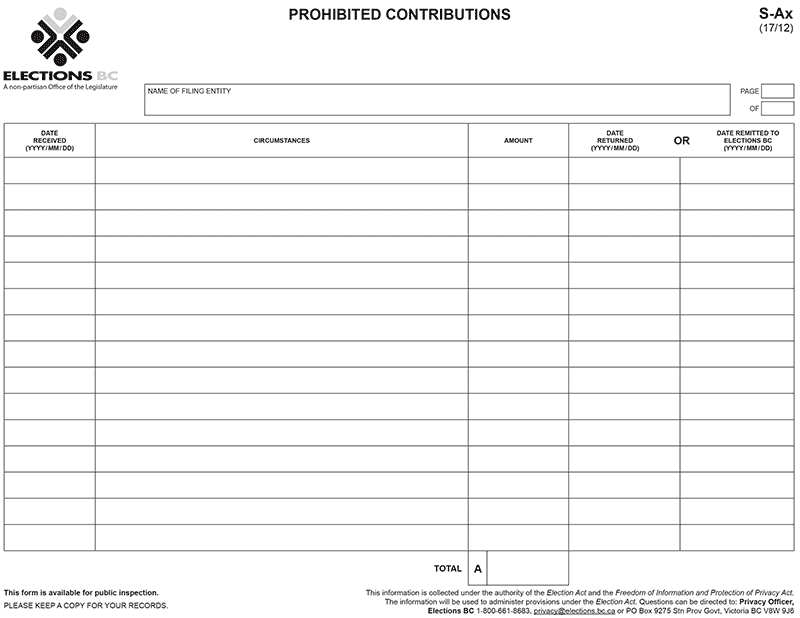 PROHIBITED CONTRIBUTIONS
S-Ax
(17/12)
ELECTIONS BC
A non-partisan Office of the Legislature
NAME OF FILING ENTITY
PAGE
OF
DATE
RECEIVED
(YYYY/MM/DD)
CIRCUMSTANCES
AMOUNT
DATE
RETURNED
(YYYY/MM/DD)
OR
DATE REMITTED TO
ELECTIONS BC
(YYYY/MM/DD)
TOTAL A
This form is available for public inspection.
PLEASE KEEP A COPY FOR YOUR RECORDS.
This information is collected under the authority of the Election Act and the Freedom of Information and Protection of Privacy Act.
The information will be used to administer provisions under the Election Act. Questions can be directed to: Privacy Officer,
Elections BC 1-800-661-8683, privacy@elections.bc.ca or PO Box 9275 Stn Prov Govt, Victoria BC V8W 9J6